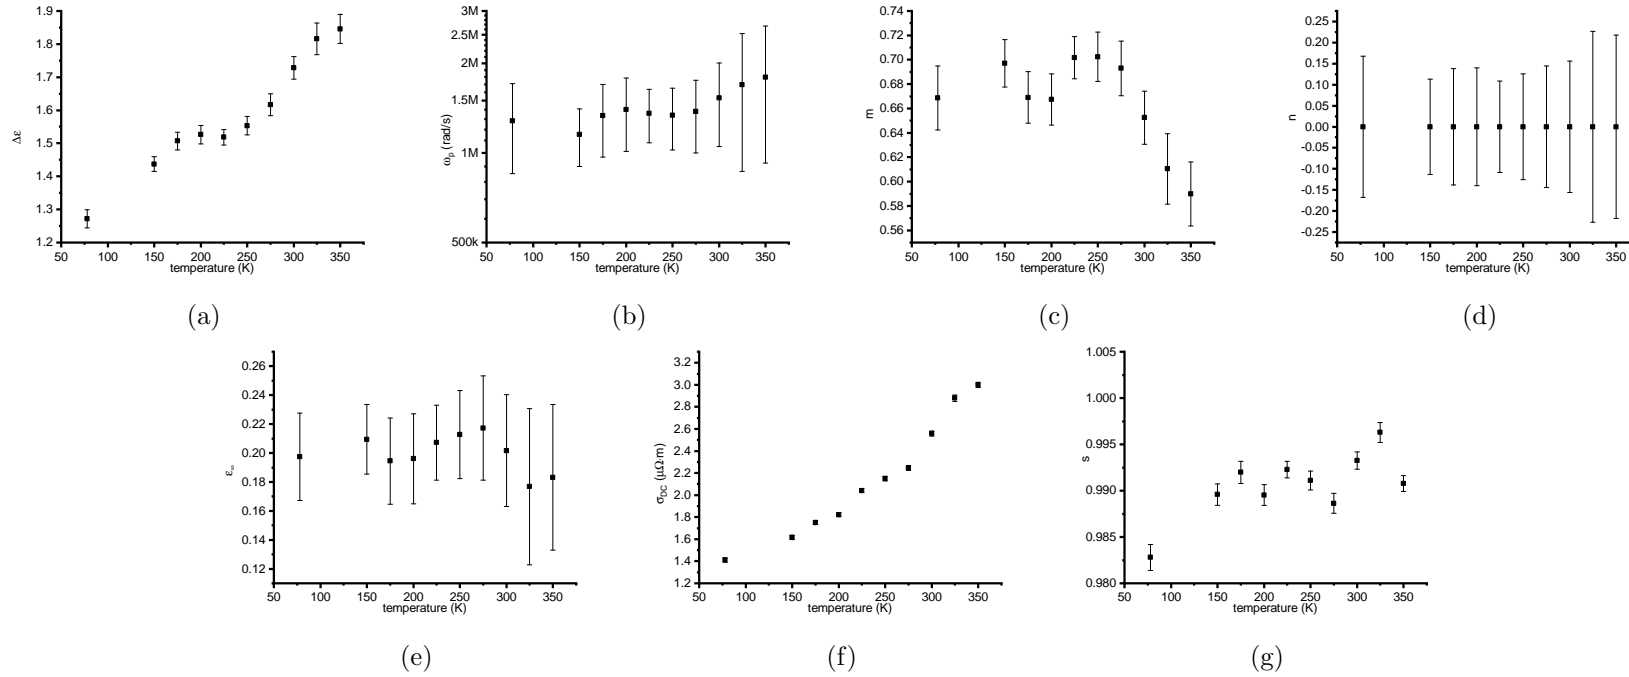 1.9
1.8
1.7
1.6
1.5
1.4
1.3
1.2
Δε
50 100 150 200 250 300 350
temperature (K)
(a)
3M
2.5M
2M
1.5M
1M
500k
ωp (rad/s)
50 100 150 200 250 300 350
temperature (K)
(b)
0.74
0.72
0.70
0.68
0.66
0.64
0.62
0.60
0.58
0.56
m
50 100 150 200 250 300 350
temperature (K)
(c)
0.25
0.20
0.15
0.10
0.05
0.00
-0.05
-0.10
-0.15
-0.20
-0.25
n
50 100 150 200 250 300 350
temperature (K)
(d)
0.26
0.24
0.22
0.20
0.18
0.16
0.14
0.12
ε∞
50 100 150 200 250 300 350
temperature (K)
(e)
3.2
3.0
2.8
2.6
2.4
2.2
2.0
1.8
1.6
1.4
1.2
σDC (μΩ·m)
50 100 150 200 250 300 350
temperature (K)
(f)
1.005
1.000
0.995
0.990
0.985
0.980
s
50 100 150 200 250 300 350
temperature (K)
(g)